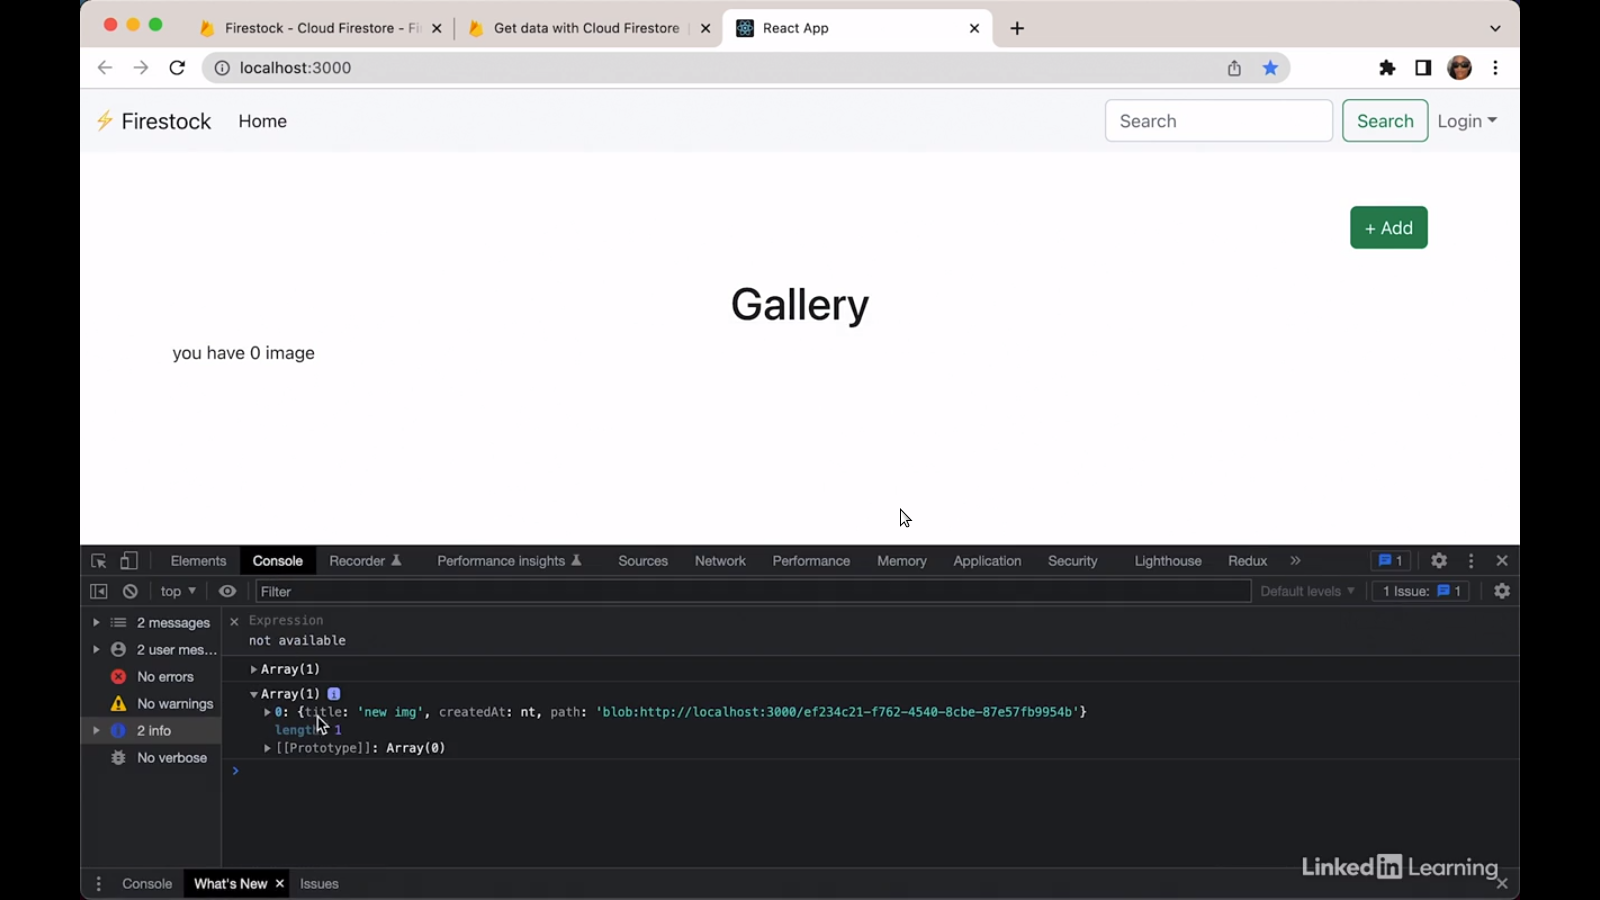 Firestock - Cloud Firestore - Fi
Get data with Cloud Firestore
React App
localhost:3000
⚡ Firestock
Home
Search
Search
Login
+ Add
Gallery
you have 0 image
Elements
Console
Recorder
Performance insights
Sources
Network
Performance
Memory
Application
Security
Lighthouse
Redux
»
1
top
Filter
Default levels
1 Issue: 1
2 messages
2 user mes...
No errors
No warnings
2 info
No verbose
Expression
not available
Array(1)
Array(1) i
0: {title: 'new img', createdAt: nt, path: 'blob:http://localhost:3000/ef234c21-f762-4540-8cbe-87e57fb9954b'}
length 1
[[Prototype]]: Array(0)
Console
What's New
Issues
LinkedIn Learning